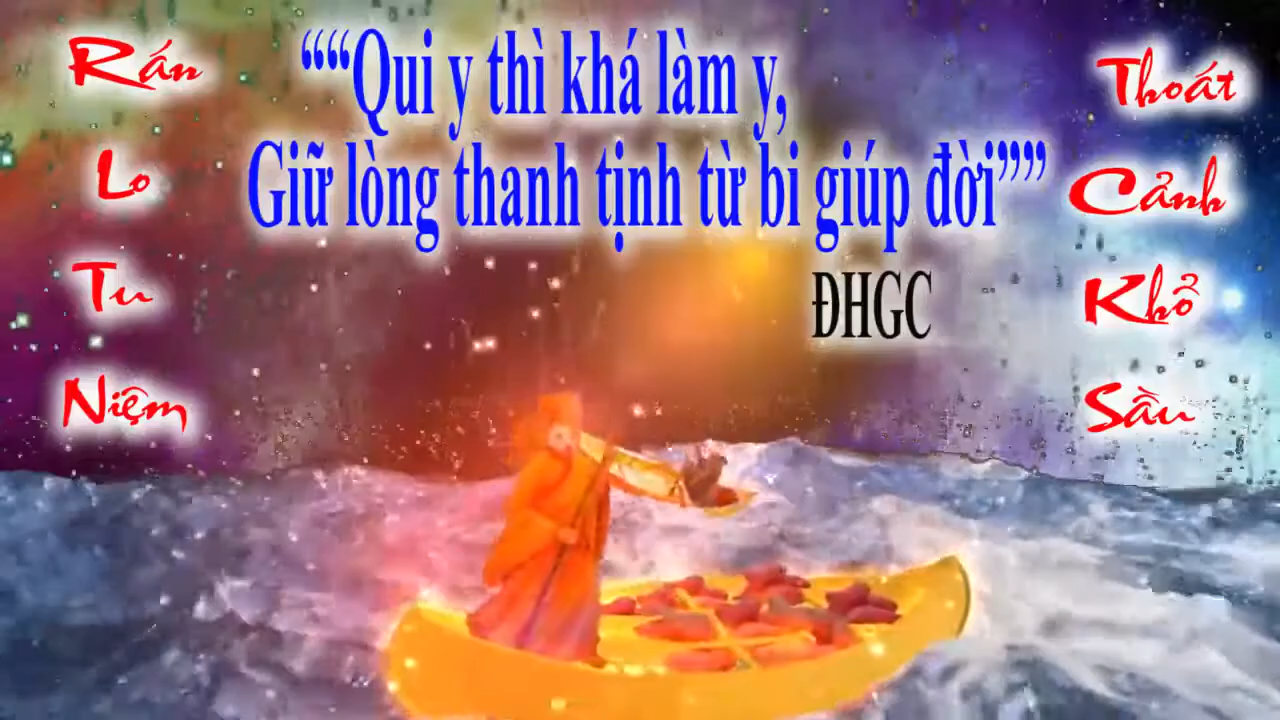 Rán
Lo
Tu
Niệm
““Qui y thì khá làm y,
Giữ lòng thanh tịnh từ bi giúp đời””
ĐHGC
Thoát
Cảnh
Khổ
Sầu